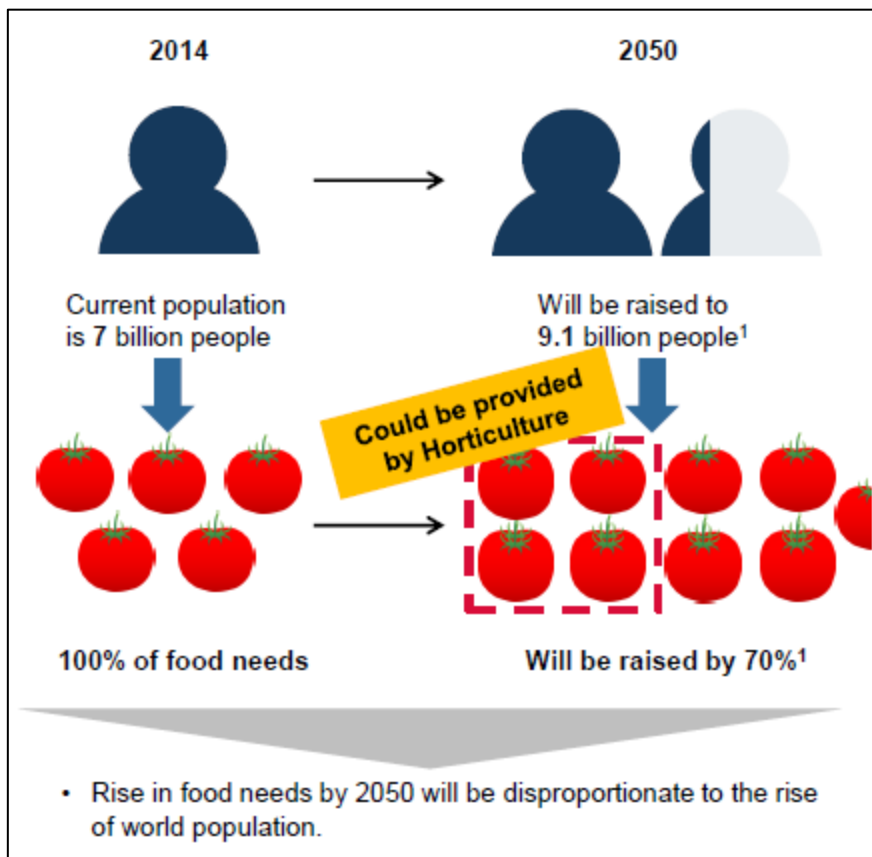 2014
2050
Current population
is 7 billion people
Will be raised to
9.1 billion people¹
Could be provided
by Horticulture
100% of food needs
Will be raised by 70%¹
• Rise in food needs by 2050 will be disproportionate to the rise
of world population.